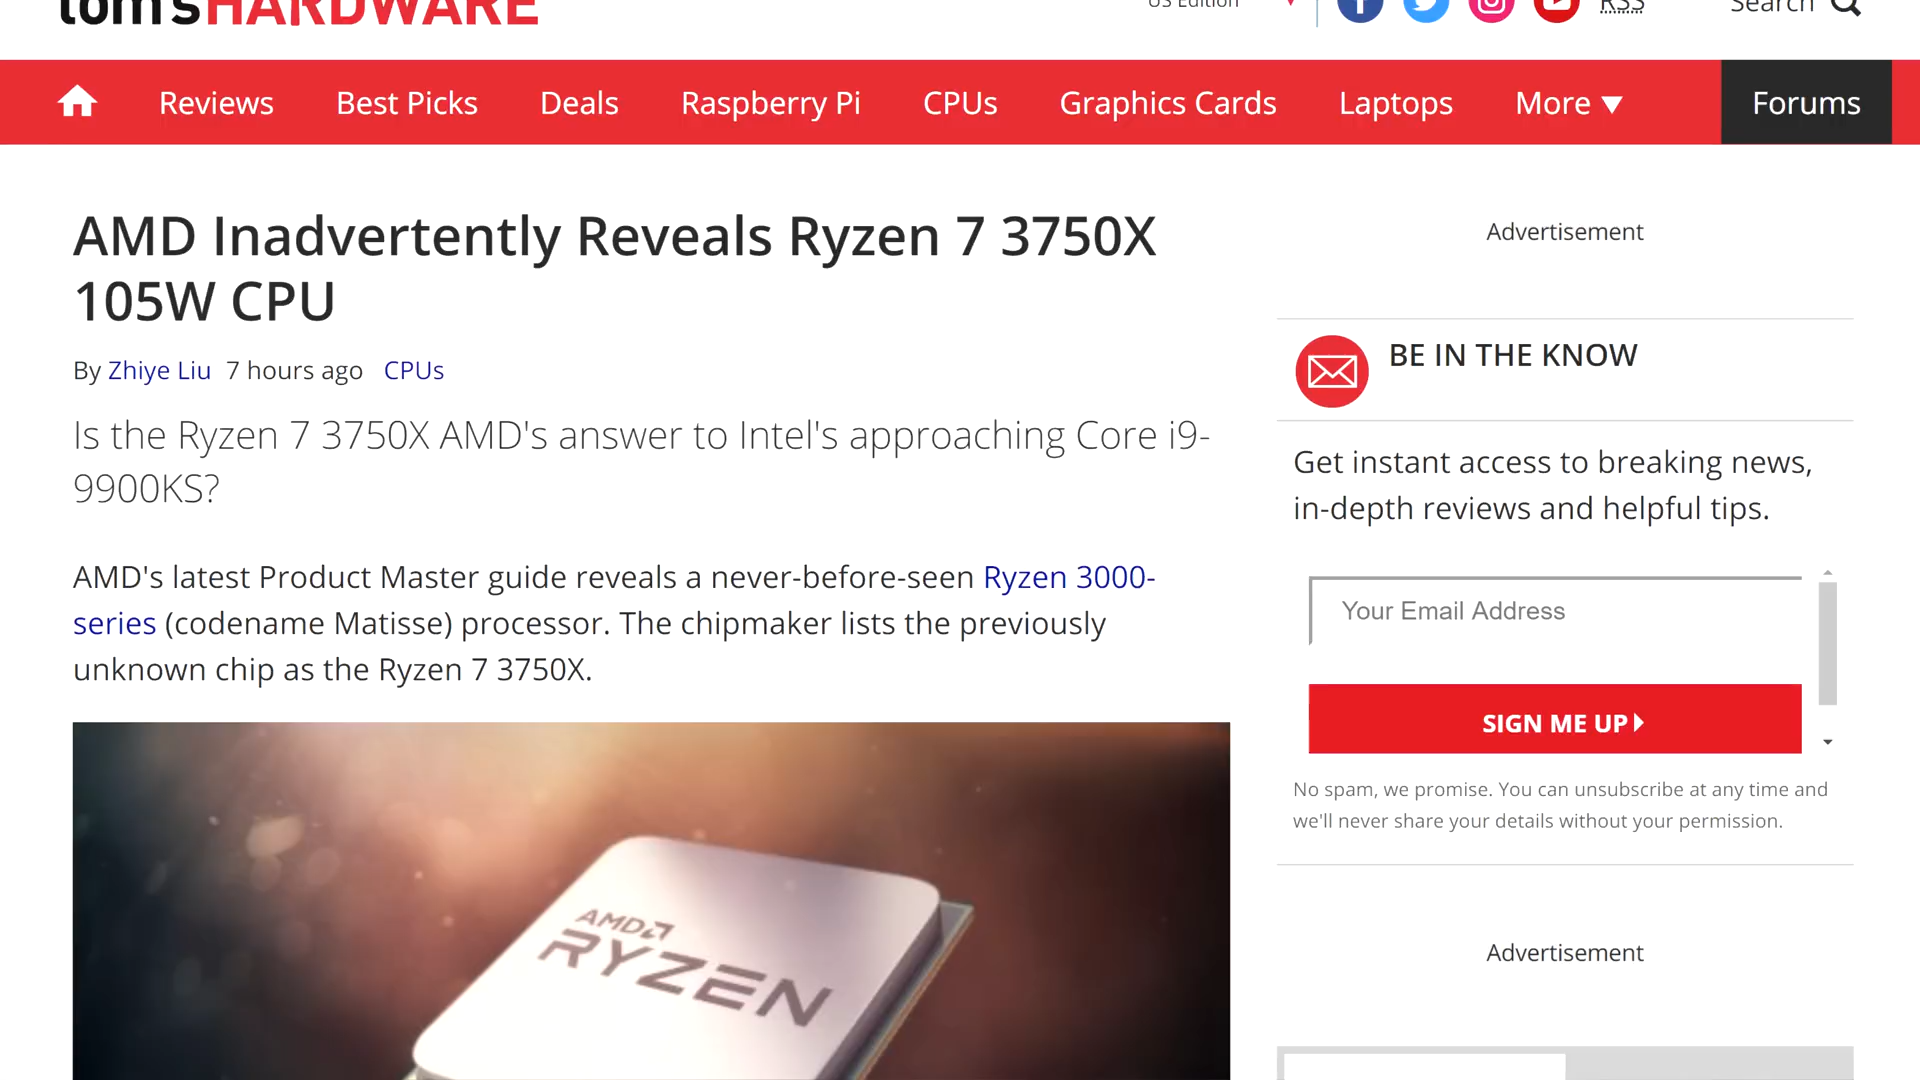 tom'sHARDWARE
US Edition
RSS
Search
Reviews
Best Picks
Deals
Raspberry Pi
CPUs
Graphics Cards
Laptops
More
Forums
AMD Inadvertently Reveals Ryzen 7 3750X
105W CPU
By Zhiye Liu 7 hours ago CPUs
Is the Ryzen 7 3750X AMD's answer to Intel's approaching Core i9-
9900KS?
AMD's latest Product Master guide reveals a never-before-seen Ryzen 3000-
series (codename Matisse) processor. The chipmaker lists the previously
unknown chip as the Ryzen 7 3750X.
AMD
RYZEN
Advertisement
BE IN THE KNOW
Get instant access to breaking news,
in-depth reviews and helpful tips.
Your Email Address
SIGN ME UP
No spam, we promise. You can unsubscribe at any time and
we'll never share your details without your permission.
Advertisement